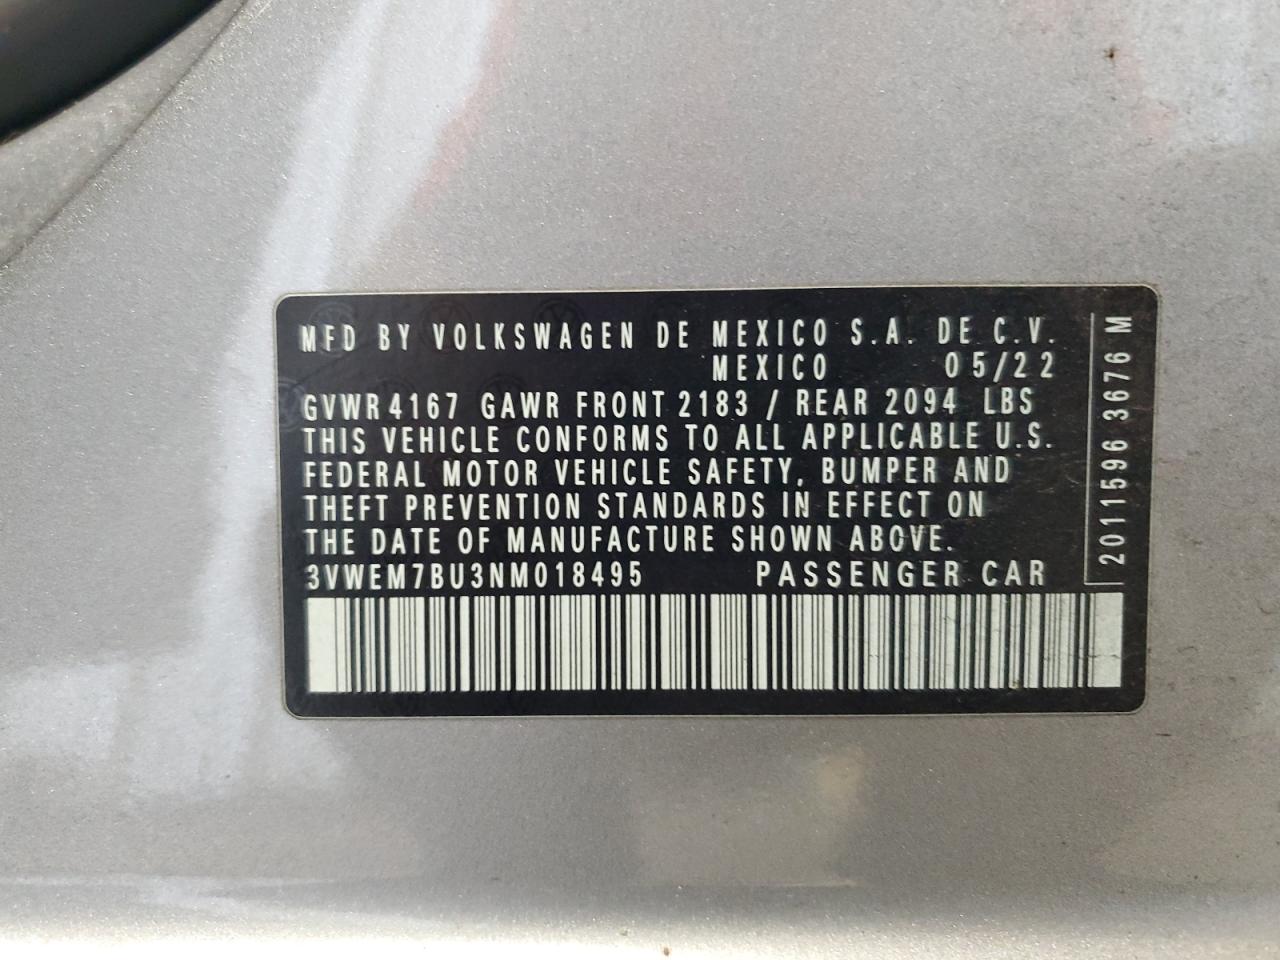 MFD BY VOLKSWAGEN DE MEXICO S.A. DE C.V.
MEXICO 05/22
GVWR 4167 GAWR FRONT 2183 / REAR 2094 LBS
THIS VEHICLE CONFORMS TO ALL APPLICABLE U.S.
FEDERAL MOTOR VEHICLE SAFETY, BUMPER AND
THEFT PREVENTION STANDARDS IN EFFECT ON
THE DATE OF MANUFACTURE SHOWN ABOVE.
3VWEM7BU3NM018495 PASSENGER CAR
2011596 3676 M